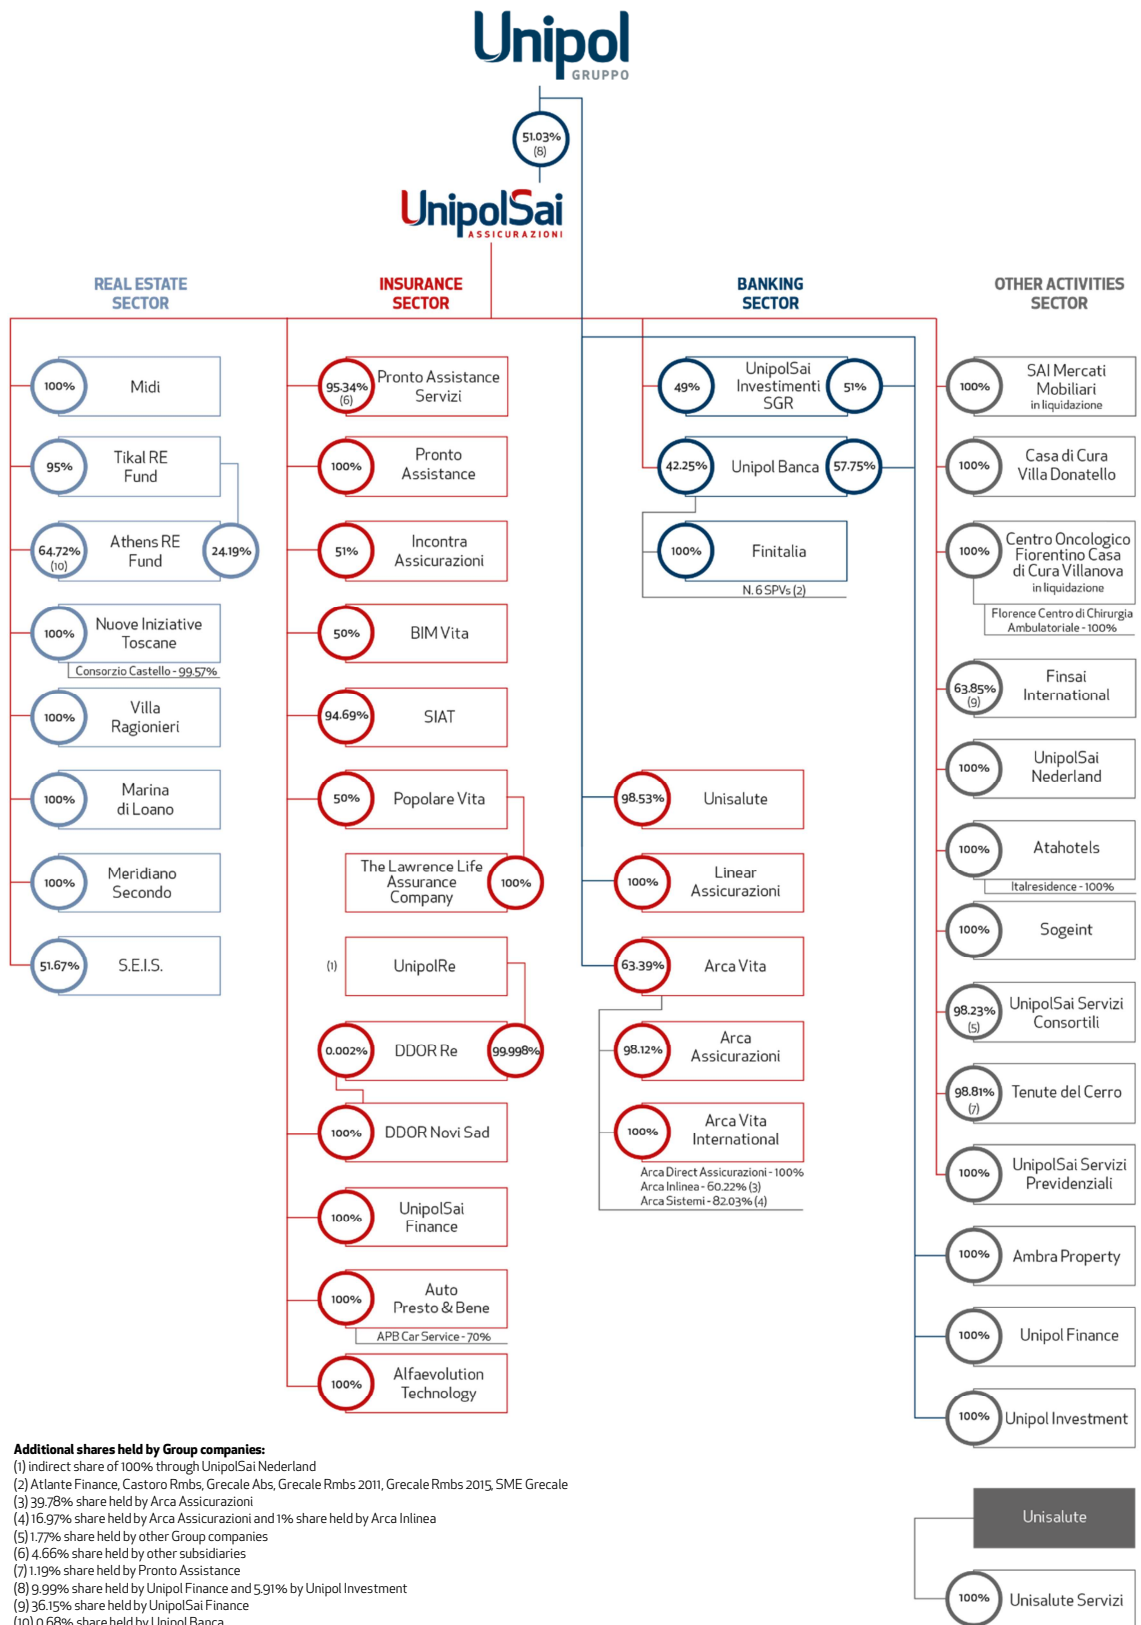 Unipol
GRUPPO
51.03%
(8)
UnipolSai
ASSICURAZIONI
REAL ESTATE
SECTOR
100%
Midi
95%
Tikal RE
Fund
64.72%
(10)
Athens RE
Fund
24.19%
100%
Nuove Iniziative
Toscane
Consorzio Castello - 99.57%
100%
Villa
Ragionieri
100%
Marina
di Loano
100%
Meridiano
Secondo
51.67%
S.E.I.S.
INSURANCE
SECTOR
95.34%
(6)
Pronto Assistance
Servizi
100%
Pronto
Assistance
51%
Incontra
Assicurazioni
50%
BIM Vita
94.69%
SIAT
50%
Popolare Vita
The Lawrence Life
Assurance
Company
100%
(1)
UnipolRe
0.002%
DDOR Re
99.998%
100%
DDOR Novi Sad
100%
UnipolSai
Finance
100%
Auto
Presto & Bene
APB Car Service - 70%
100%
Alfaevolution
Technology
BANKING
SECTOR
49%
UnipolSai
Investimenti
SGR
51%
42.25%
Unipol Banca
57.75%
100%
Finitalia
N. 6 SPVs (2)
98.53%
Unisalute
100%
Linear
Assicurazioni
63.39%
Arca Vita
98.12%
Arca
Assicurazioni
100%
Arca Vita
International
Arca Direct Assicurazioni - 100%
Arca Inlinea - 60.22% (3)
Arca Sistemi - 82.03% (4)
OTHER ACTIVITIES
SECTOR
100%
SAI Mercati
Mobiliari
in liquidazione
100%
Casa di Cura
Villa Donatello
100%
Centro Oncologico
Fiorentino Casa
di Cura Villanova
in liquidazione
Florence Centro di Chirurgia
Ambulatoriale - 100%
63.85%
(9)
Finsai
International
100%
UnipolSai
Nederland
100%
Atahotels
Italresidence - 100%
100%
Sogeint
98.23%
(5)
UnipolSai Servizi
Consortili
98.81%
(7)
Tenute del Cerro
100%
UnipolSai Servizi
Previdenziali
100%
Ambra Property
100%
Unipol Finance
100%
Unipol Investment
Unisalute
100%
Unisalute Servizi
Additional shares held by Group companies:
(1) indirect share of 100% through UnipolSai Nederland
(2) Atlante Finance, Castoro Rmbs, Grecale Abs, Grecale Rmbs 2011, Grecale Rmbs 2015, SME Grecale
(3) 39.78% share held by Arca Assicurazioni
(4) 16.97% share held by Arca Assicurazioni and 1% share held by Arca Inlinea
(5) 1.77% share held by other Group companies
(6) 4.66% share held by other subsidiaries
(7) 1.19% share held by Pronto Assistance
(8) 9.99% share held by Unipol Finance and 5.91% by Unipol Investment
(9) 36.15% share held by UnipolSai Finance
(10) 0.68% share held by Unipol Banca